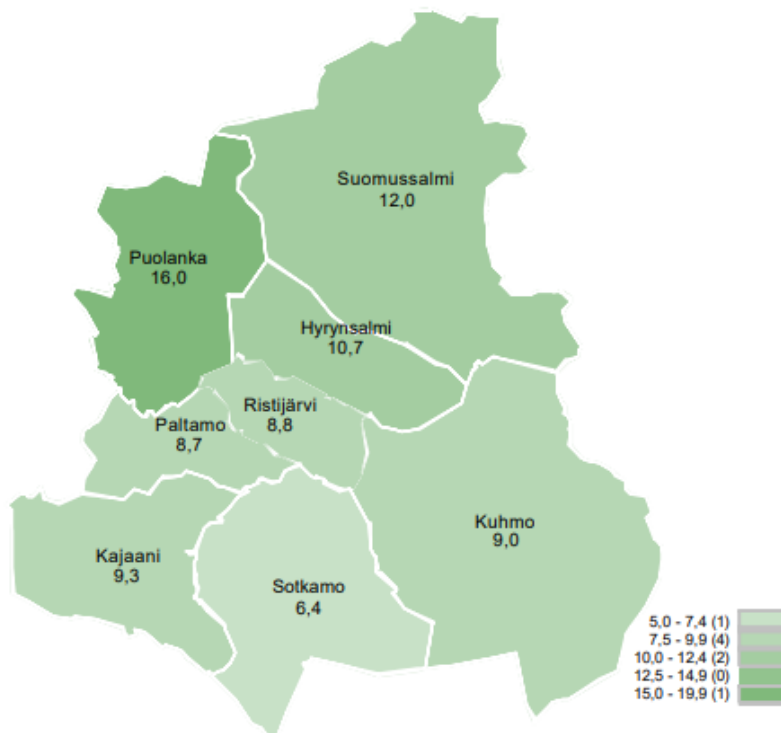 Suomussalmi
12,0
Puolanka
16,0
Hyrynsalmi
10,7
Ristijärvi
8,8
Paltamo
8,7
Kuhmo
9,0
Kajaani
9,3
Sotkamo
6,4
5,0 - 7,4 (1)
7,5 - 9,9 (4)
10,0 - 12,4 (2)
12,5 - 14,9 (0)
15,0 - 19,9 (1)